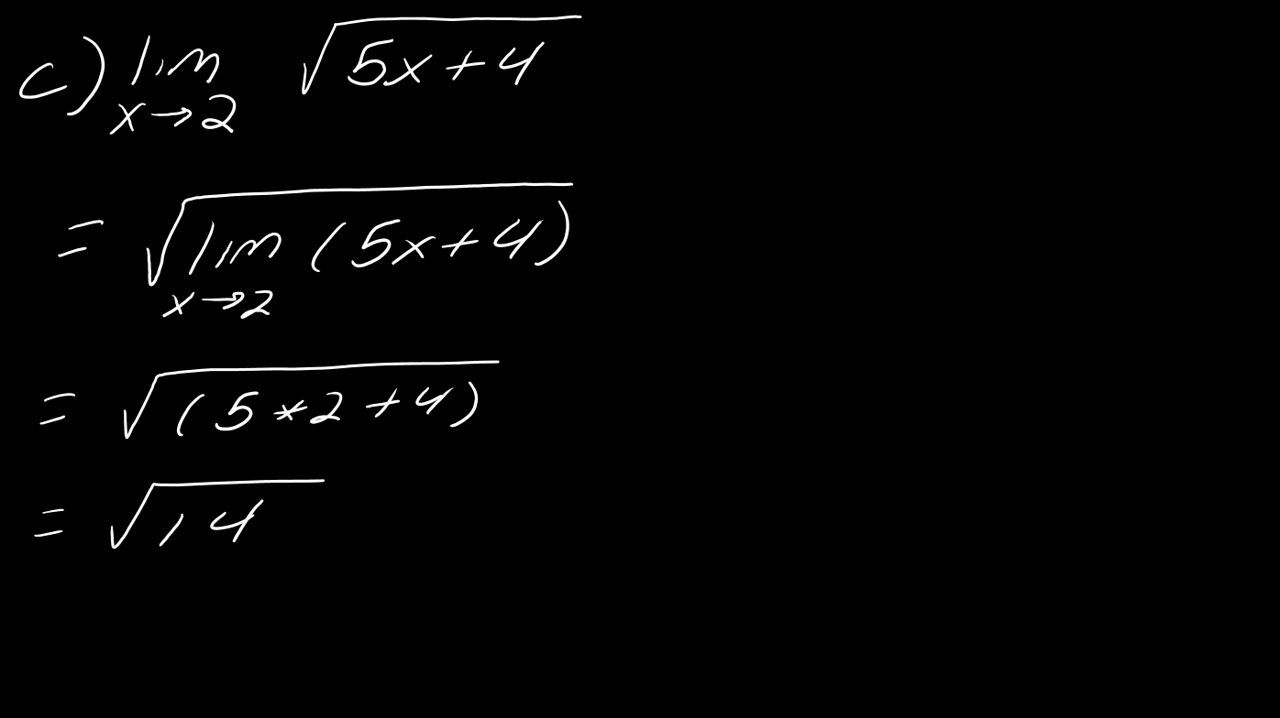 c) lim √(5x+4)
x→2
= √(lim (5x+4))
x→2
= √((5*2+4))
= √14